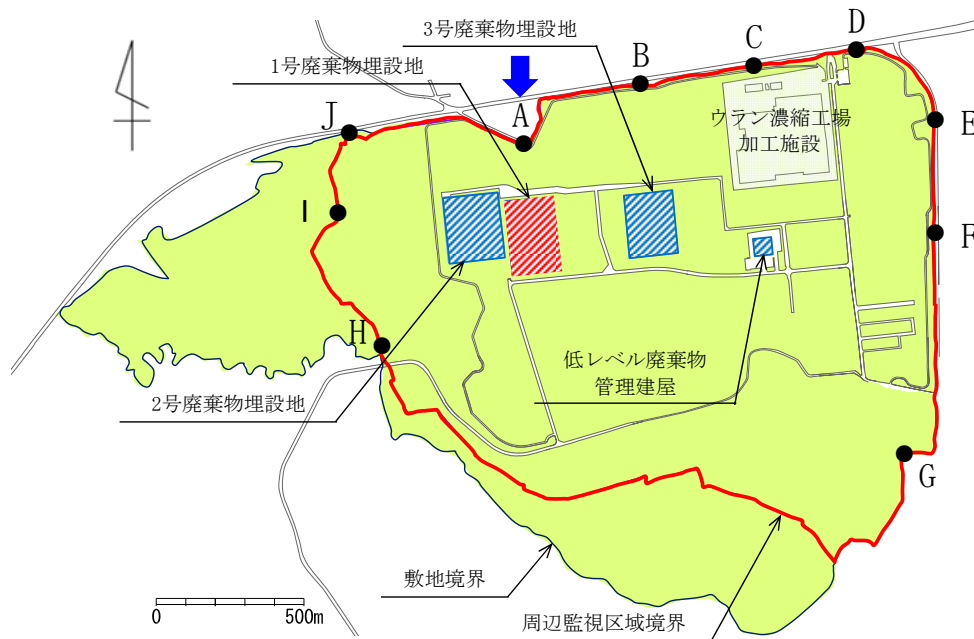 3号廃棄物埋設地
1号廃棄物埋設地
A
B
C
D
E
F
G
H
I
J
ウラン濃縮工場
加工施設
低レベル廃棄物
管理建屋
2号廃棄物埋設地
敷地境界
周辺監視区域境界
0
500m